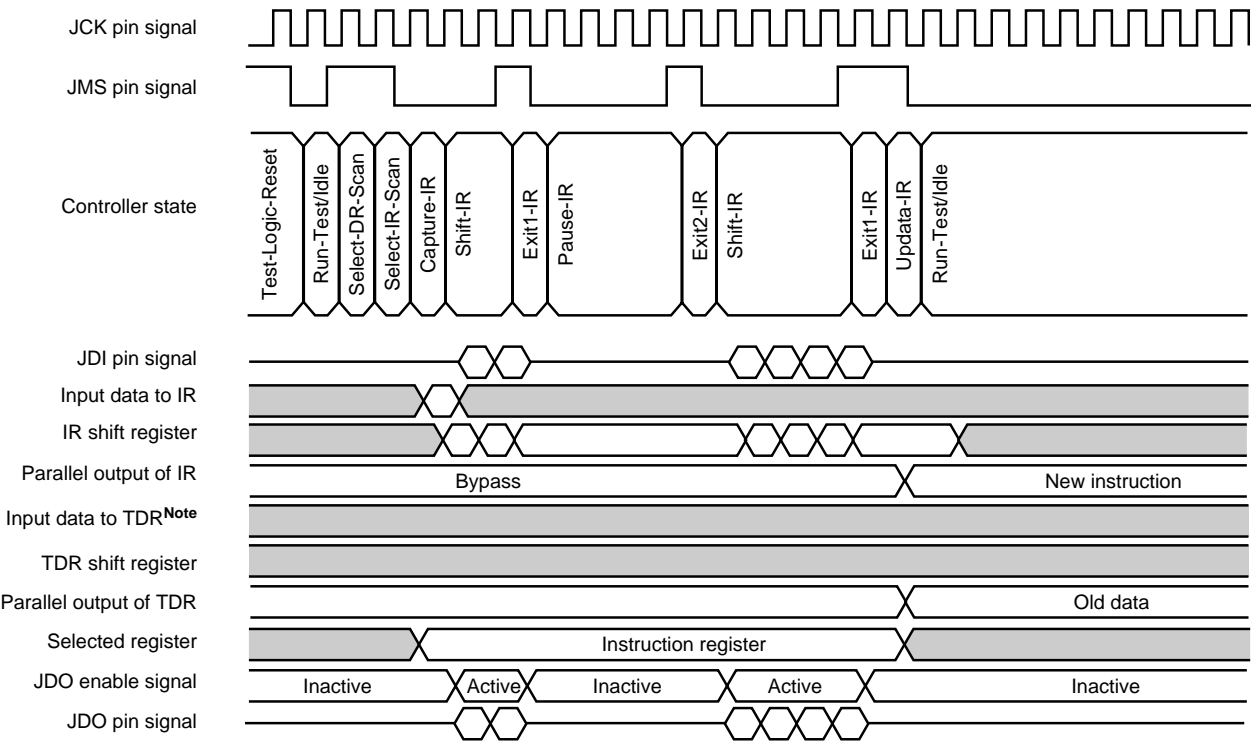 JCK pin signal
JMS pin signal
Controller state
Test-Logic-Reset
Run-Test/Idle
Select-DR-Scan
Select-IR-Scan
Capture-IR
Shift-IR
Exit1-IR
Pause-IR
Exit2-IR
Shift-IR
Exit1-IR
Updata-IR
Run-Test/Idle
JDI pin signal
Input data to IR
IR shift register
Parallel output of IR
Bypass
New instruction
Input data to TDRNote
TDR shift register
Parallel output of TDR
Old data
Selected register
Instruction register
JDO enable signal
Inactive
Active
Inactive
Active
Inactive
JDO pin signal